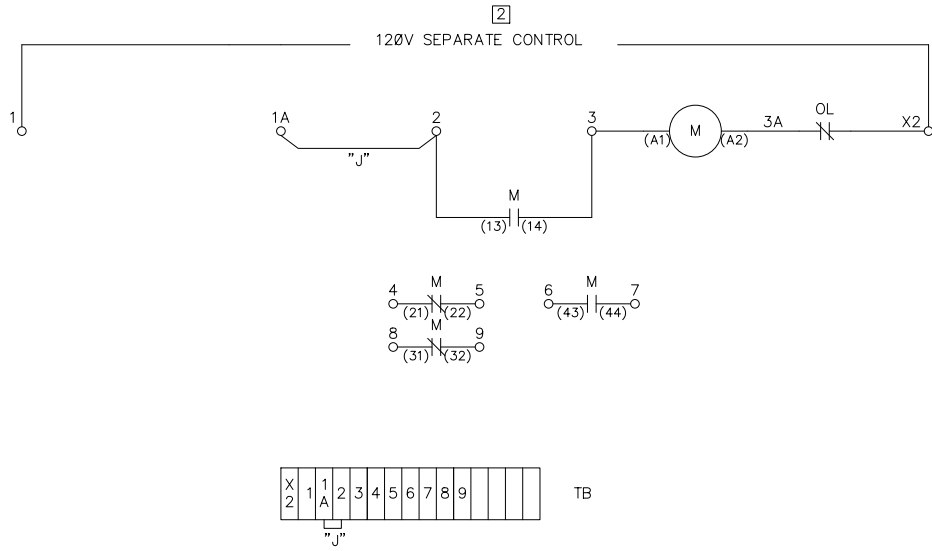 2
120V SEPARATE CONTROL
1 1A 2 3 (A1) M (A2) 3A OL X2
"J"
M
(13) (14)
4 M 5 6 M 7
(21) (22) (43) (44)
8 M 9
(31) (32)
X2 1 1A 2 3 4 5 6 7 8 9 TB
"J"